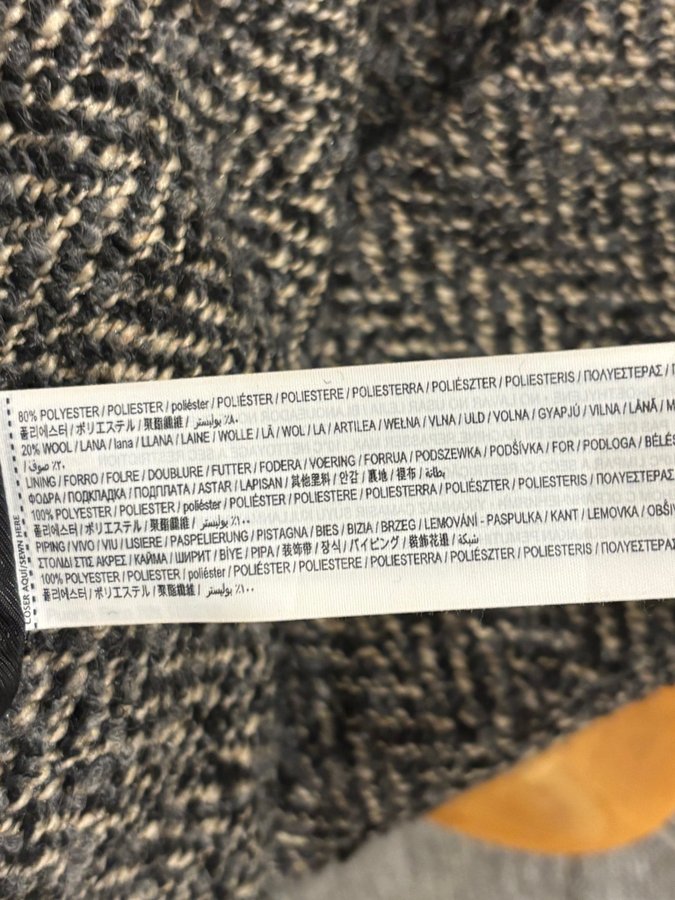 80% POLYESTER / POLIESTER / poliéster / POLIÉSTER / POLIESTERE / POLIESTERRA / POLIÉSZTER / POLIESTERIS / ΠΟΛΥΕΣΤΕΡΑΣ / П
폴리에스터 / ポリエステル / 聚酯纖維 / بوليستر ٪٨٠
20% WOOL / LANA / lana / LLANA / LAINE / WOLLE / LÃ / WOL / LA / ARTILEA / WEŁNA / VLNA / ULD / VOLNA / GYAPJÚ / VILNA / LÂNĂ / M
/ صوف ٪٢٠
LINING / FORRO / FOLRE / DOUBLURE / FUTTER / FODERA / VOERING / FORRUA / PODSZEWKA / PODŠÍVKA / FOR / PODLOGA / BÉLÉS
ΦΟΔΡΑ / ПОДКЛАДКА / ПОДПЛАТА / ASTAR / LAPISAN / 其他里料 / 안감 / 裏地 / 裡布 / بطانة
100% POLYESTER / POLIESTER / poliéster / POLIÉSTER / POLIESTERE / POLIESTERRA / POLIÉSZTER / POLIESTERIS / ΠΟΛΥΕΣΤΕΡΑΣ
폴리에스터 / ポリエステル / 聚酯纖維 / بوليستر ٪١٠٠
PIPING / VIVO / VIU / LISIERE / PASPELIERUNG / PISTAGNA / BIES / BIZIA / BRZEG / LEMOVÁNÍ - PASPULKA / KANT / LEMOVKA / OBŠIV
ΣΤΟΛΙΔΙ ΣΤΙΣ ΑΚΡΕΣ / КАЙМА / ШИРИТ / BİYE / PIPA / 装饰带 / 장식 / パイピング / 裝飾花邊 / شبكة
100% POLYESTER / POLIESTER / poliéster / POLIÉSTER / POLIESTERE / POLIESTERRA / POLIÉSZTER / POLIESTERIS / ΠΟΛΥΕΣΤΕΡΑΣ
폴리에스터 / ポリエステル / 聚酯纖維 / بوليستر ٪١٠٠
COSER AQUÍ/SEWN HERE